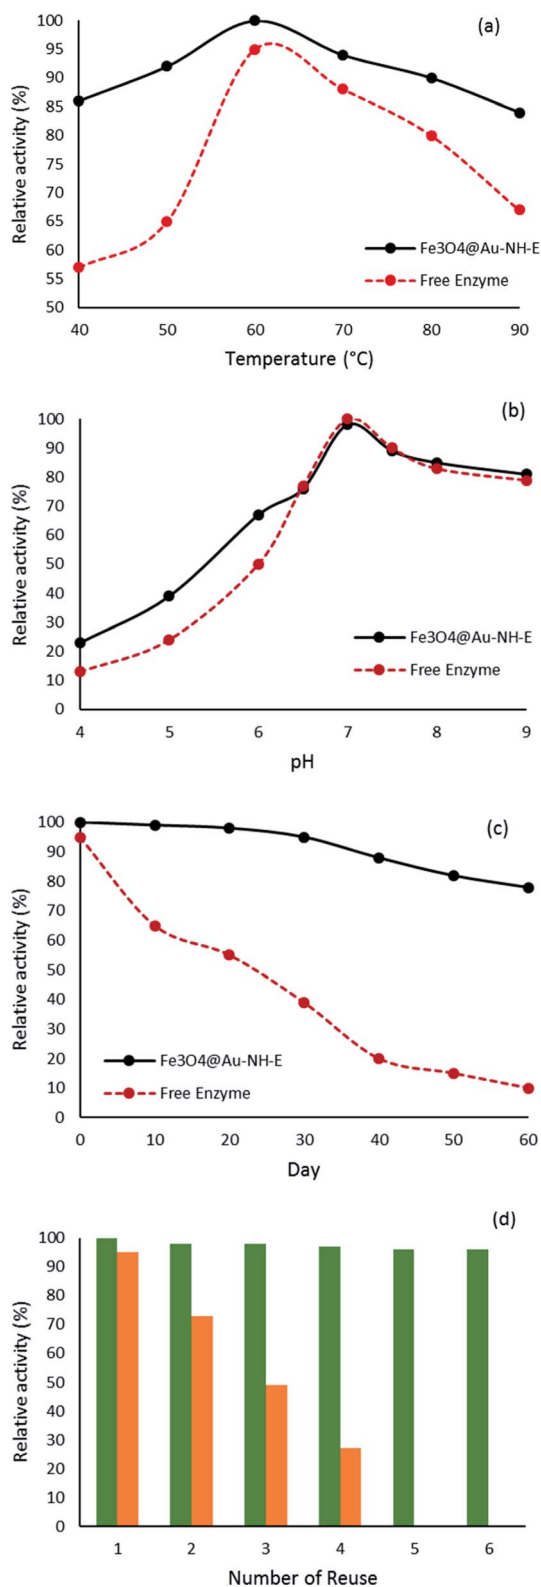 (a)
Relative activity (%)
100
95
90
85
80
75
70
65
60
55
50
Fe3O4@Au-NH-E
Free Enzyme
40 50 60 70 80 90
Temperature (°C)
(b)
Relative activity (%)
100
90
80
70
60
50
40
30
20
10
0
Fe3O4@Au-NH-E
Free Enzyme
4 5 6 7 8 9
pH
(c)
Relative activity (%)
100
90
80
70
60
50
40
30
20
10
0
Fe3O4@Au-NH-E
Free Enzyme
0 10 20 30 40 50 60
Day
(d)
Relative activity (%)
100
90
80
70
60
50
40
30
20
10
0
1 2 3 4 5 6
Number of Reuse